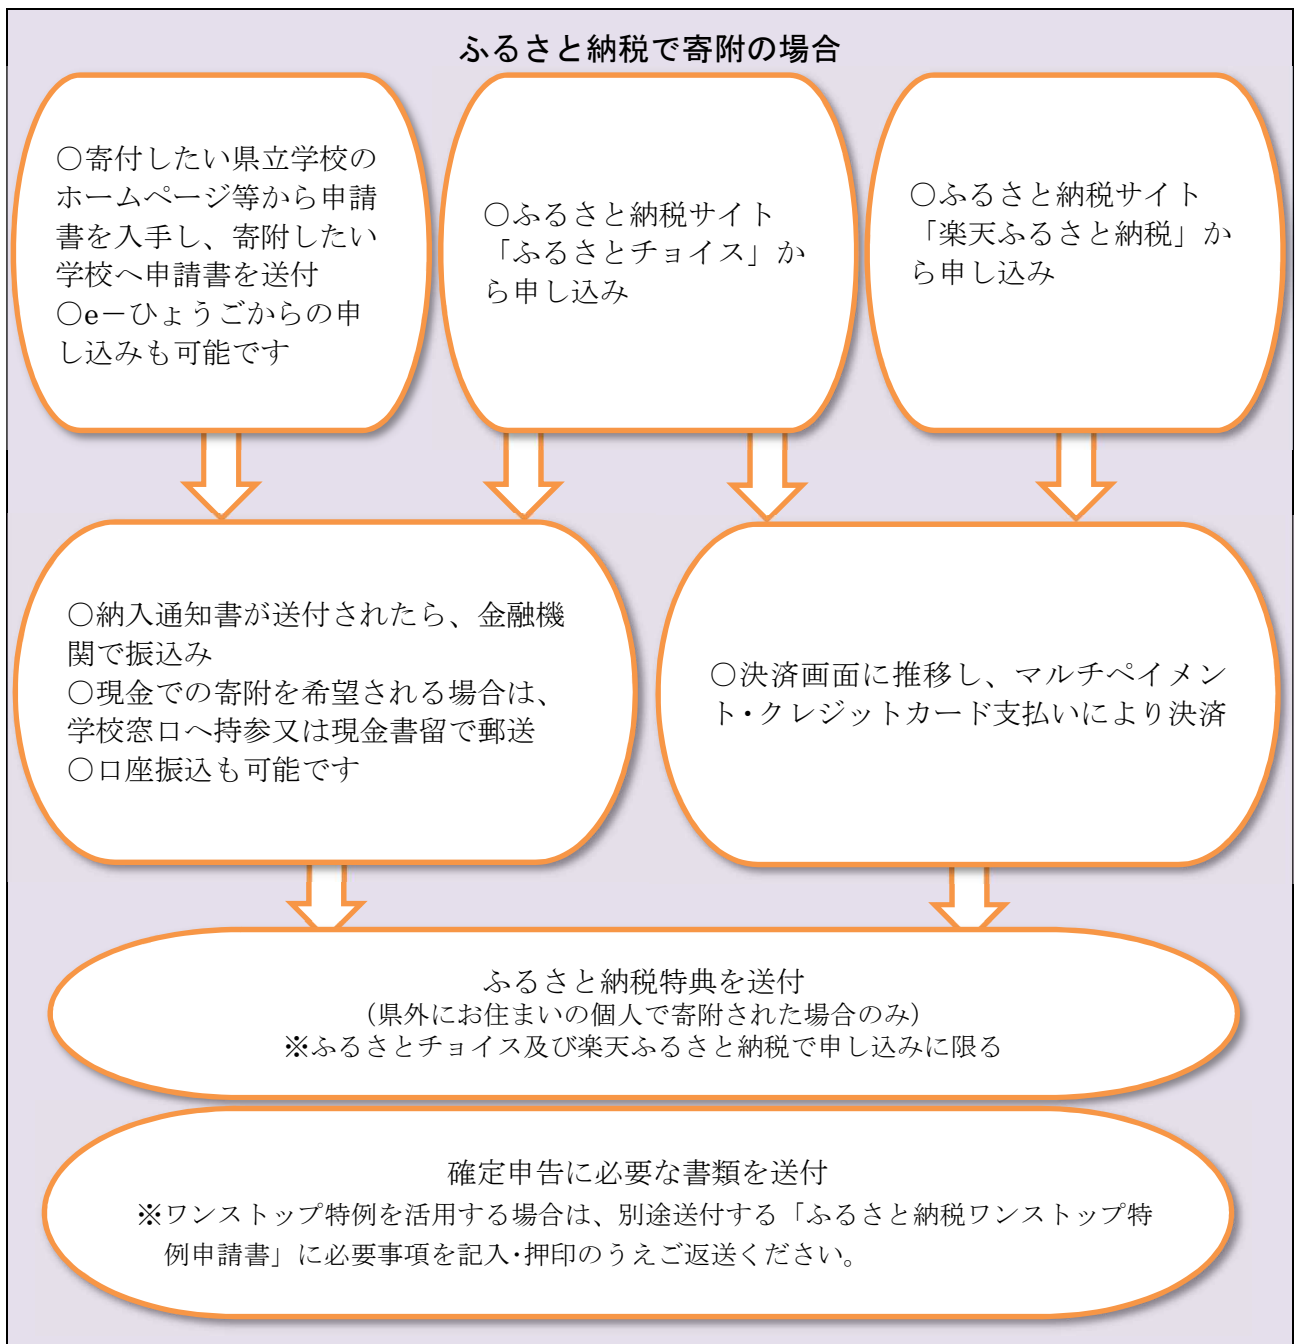 ふるさと納税で寄附の場合
〇寄付したい県立学校の
ホームページ等から申請
書を入手し、寄附したい
学校へ申請書を送付
〇e－ひょうごからの申
し込みも可能です
〇ふるさと納税サイト
「ふるさとチョイス」か
ら申し込み
〇ふるさと納税サイト
「楽天ふるさと納税」か
ら申し込み
〇納入通知書が送付されたら、金融機
関で振込み
〇現金での寄附を希望される場合は、
学校窓口へ持参又は現金書留で郵送
〇口座振込も可能です
〇決済画面に推移し、マルチペイメン
ト・クレジットカード支払いにより決済
ふるさと納税特典を送付
（県外にお住まいの個人で寄附された場合のみ）
※ふるさとチョイス及び楽天ふるさと納税で申し込みに限る
確定申告に必要な書類を送付
※ワンストップ特例を活用する場合は、別途送付する「ふるさと納税ワンストップ特
例申請書」に必要事項を記入・押印のうえご返送ください。